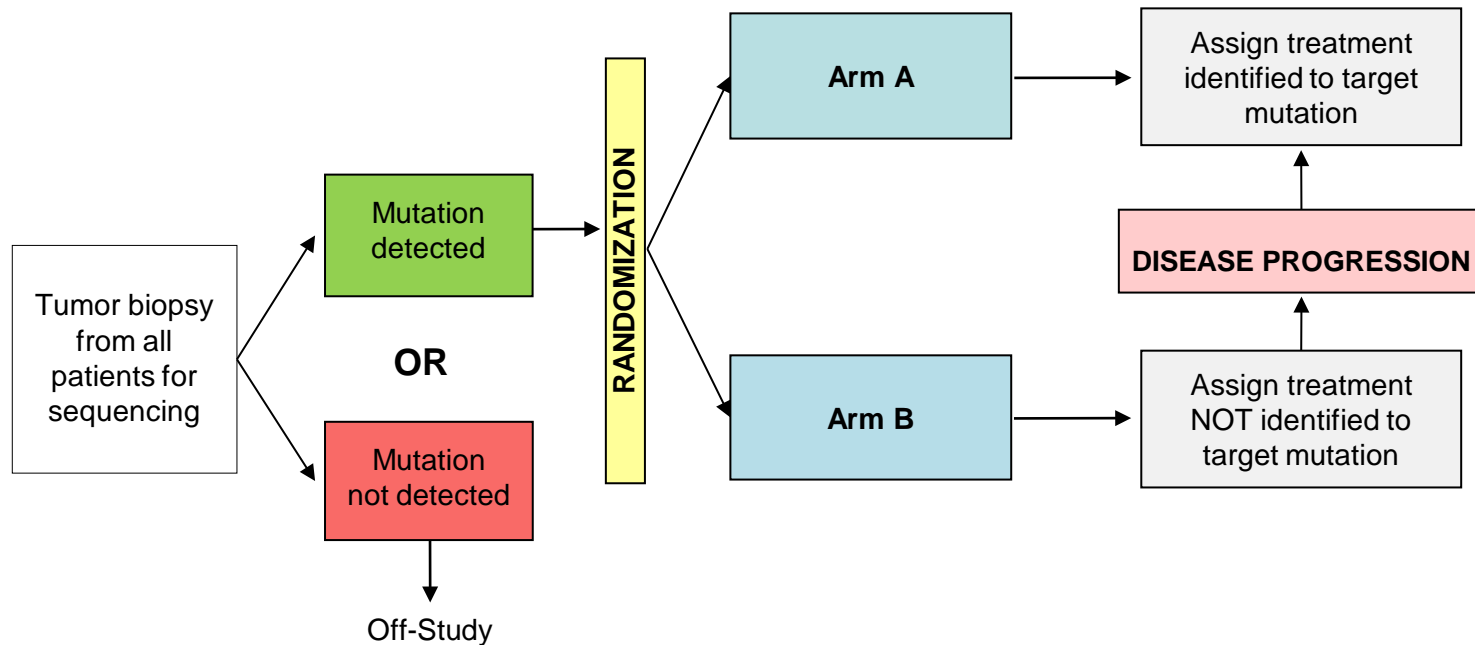 Tumor biopsy
from all
patients for
sequencing
Mutation
detected
OR
Mutation
not detected
Off-Study
RANDOMIZATION
Arm A
Arm B
Assign treatment
identified to target
mutation
DISEASE PROGRESSION
Assign treatment
NOT identified to
target mutation